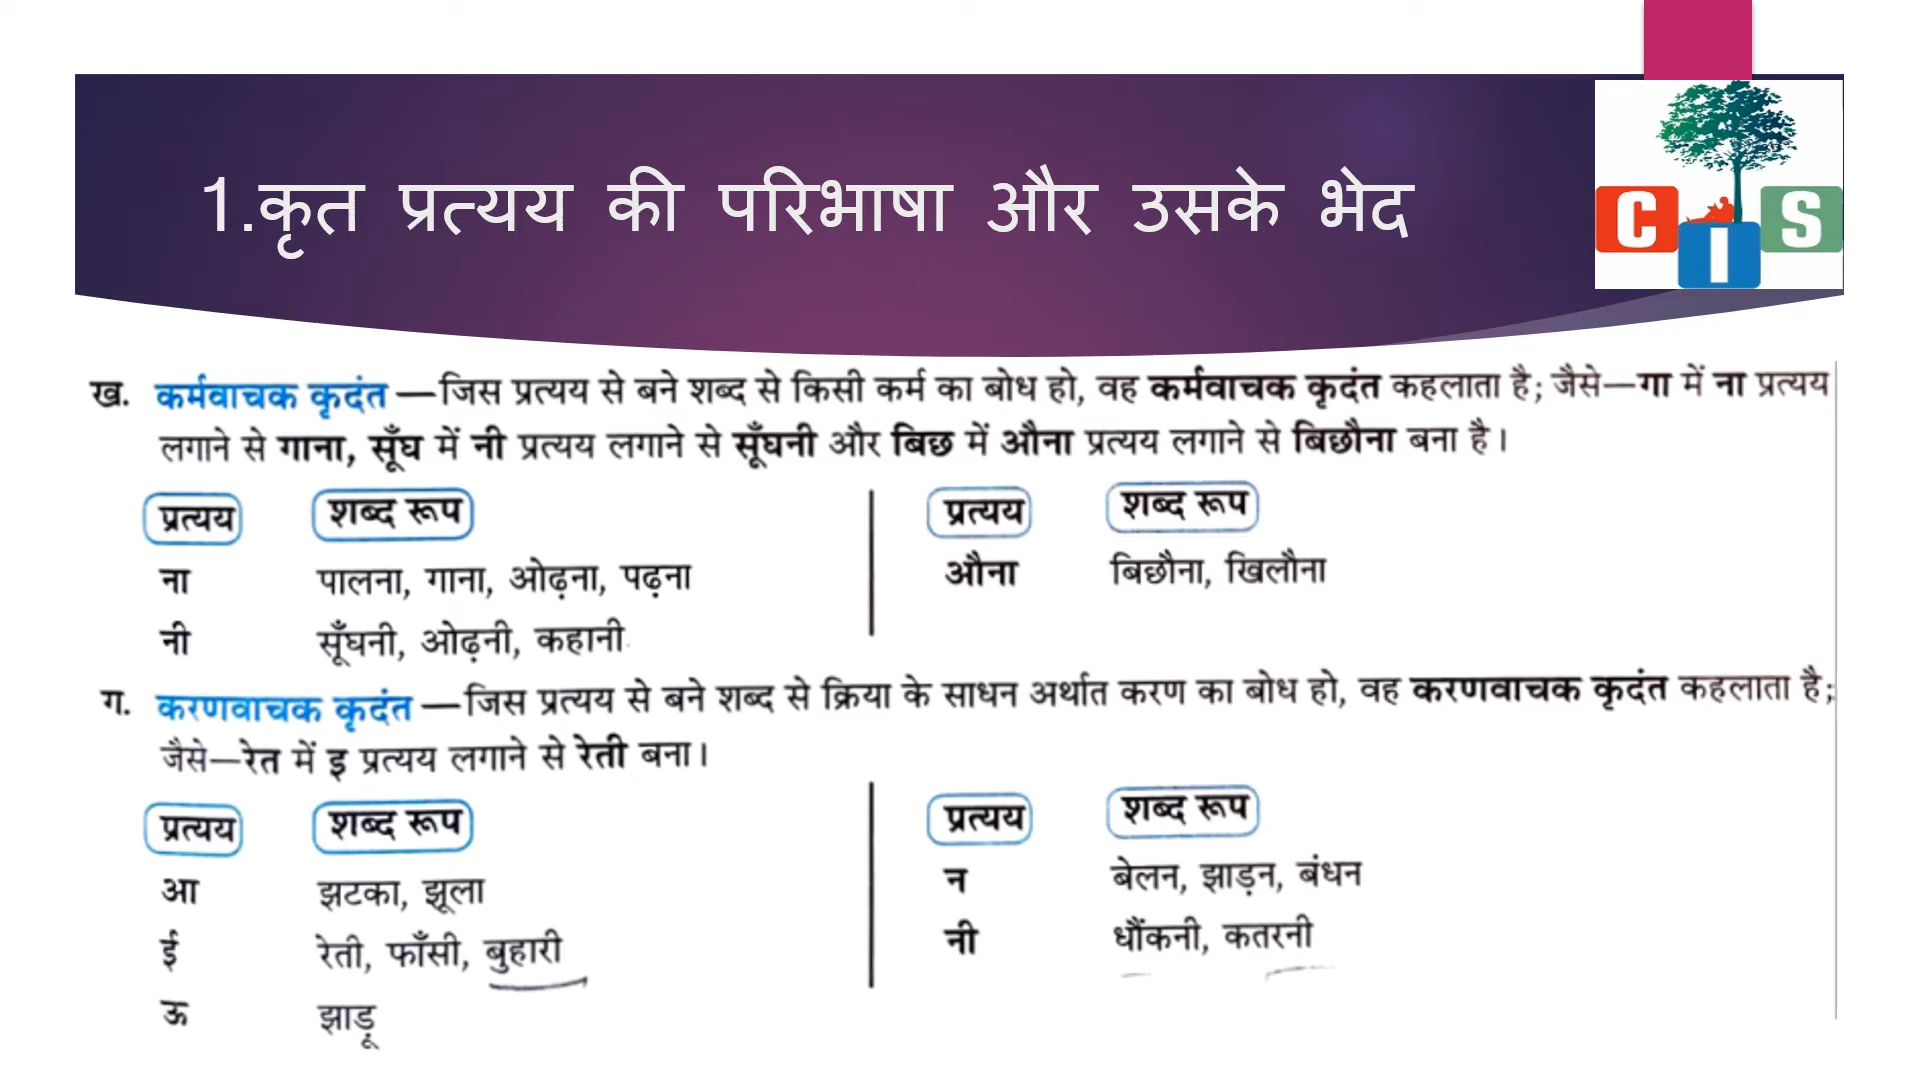 1.कृत प्रत्यय की परिभाषा और उसके भेद
C I S
ख. कर्मवाचक कृदंत—जिस प्रत्यय से बने शब्द से किसी कर्म का बोध हो, वह कर्मवाचक कृदंत कहलाता है; जैसे—गा में ना प्रत्यय
लगाने से गाना, सूँघ में नी प्रत्यय लगाने से सूँघनी और बिछ में औना प्रत्यय लगाने से बिछौना बना है।
प्रत्यय शब्द रूप प्रत्यय शब्द रूप
ना पालना, गाना, ओढ़ना, पढ़ना औना बिछौना, खिलौना
नी सूँघनी, ओढ़नी, कहानी
ग. करणवाचक कृदंत—जिस प्रत्यय से बने शब्द से क्रिया के साधन अर्थात करण का बोध हो, वह करणवाचक कृदंत कहलाता है;
जैसे—रेत में इ प्रत्यय लगाने से रेती बना।
प्रत्यय शब्द रूप प्रत्यय शब्द रूप
आ झटका, झूला न बेलन, झाड़न, बंधन
ई रेती, फाँसी, बुहारी नी धौंकनी, कतरनी
ऊ झाड़ू